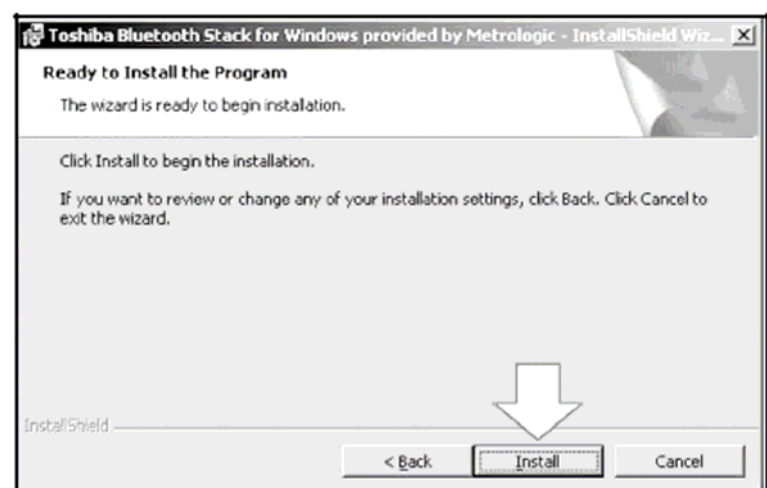 Toshiba Bluetooth Stack for Windows provided by Metrologic - InstallShield Wiz...
Ready to Install the Program
The wizard is ready to begin installation.
Click Install to begin the installation.
If you want to review or change any of your installation settings, click Back. Click Cancel to
exit the wizard.
InstallShield
< Back Install Cancel